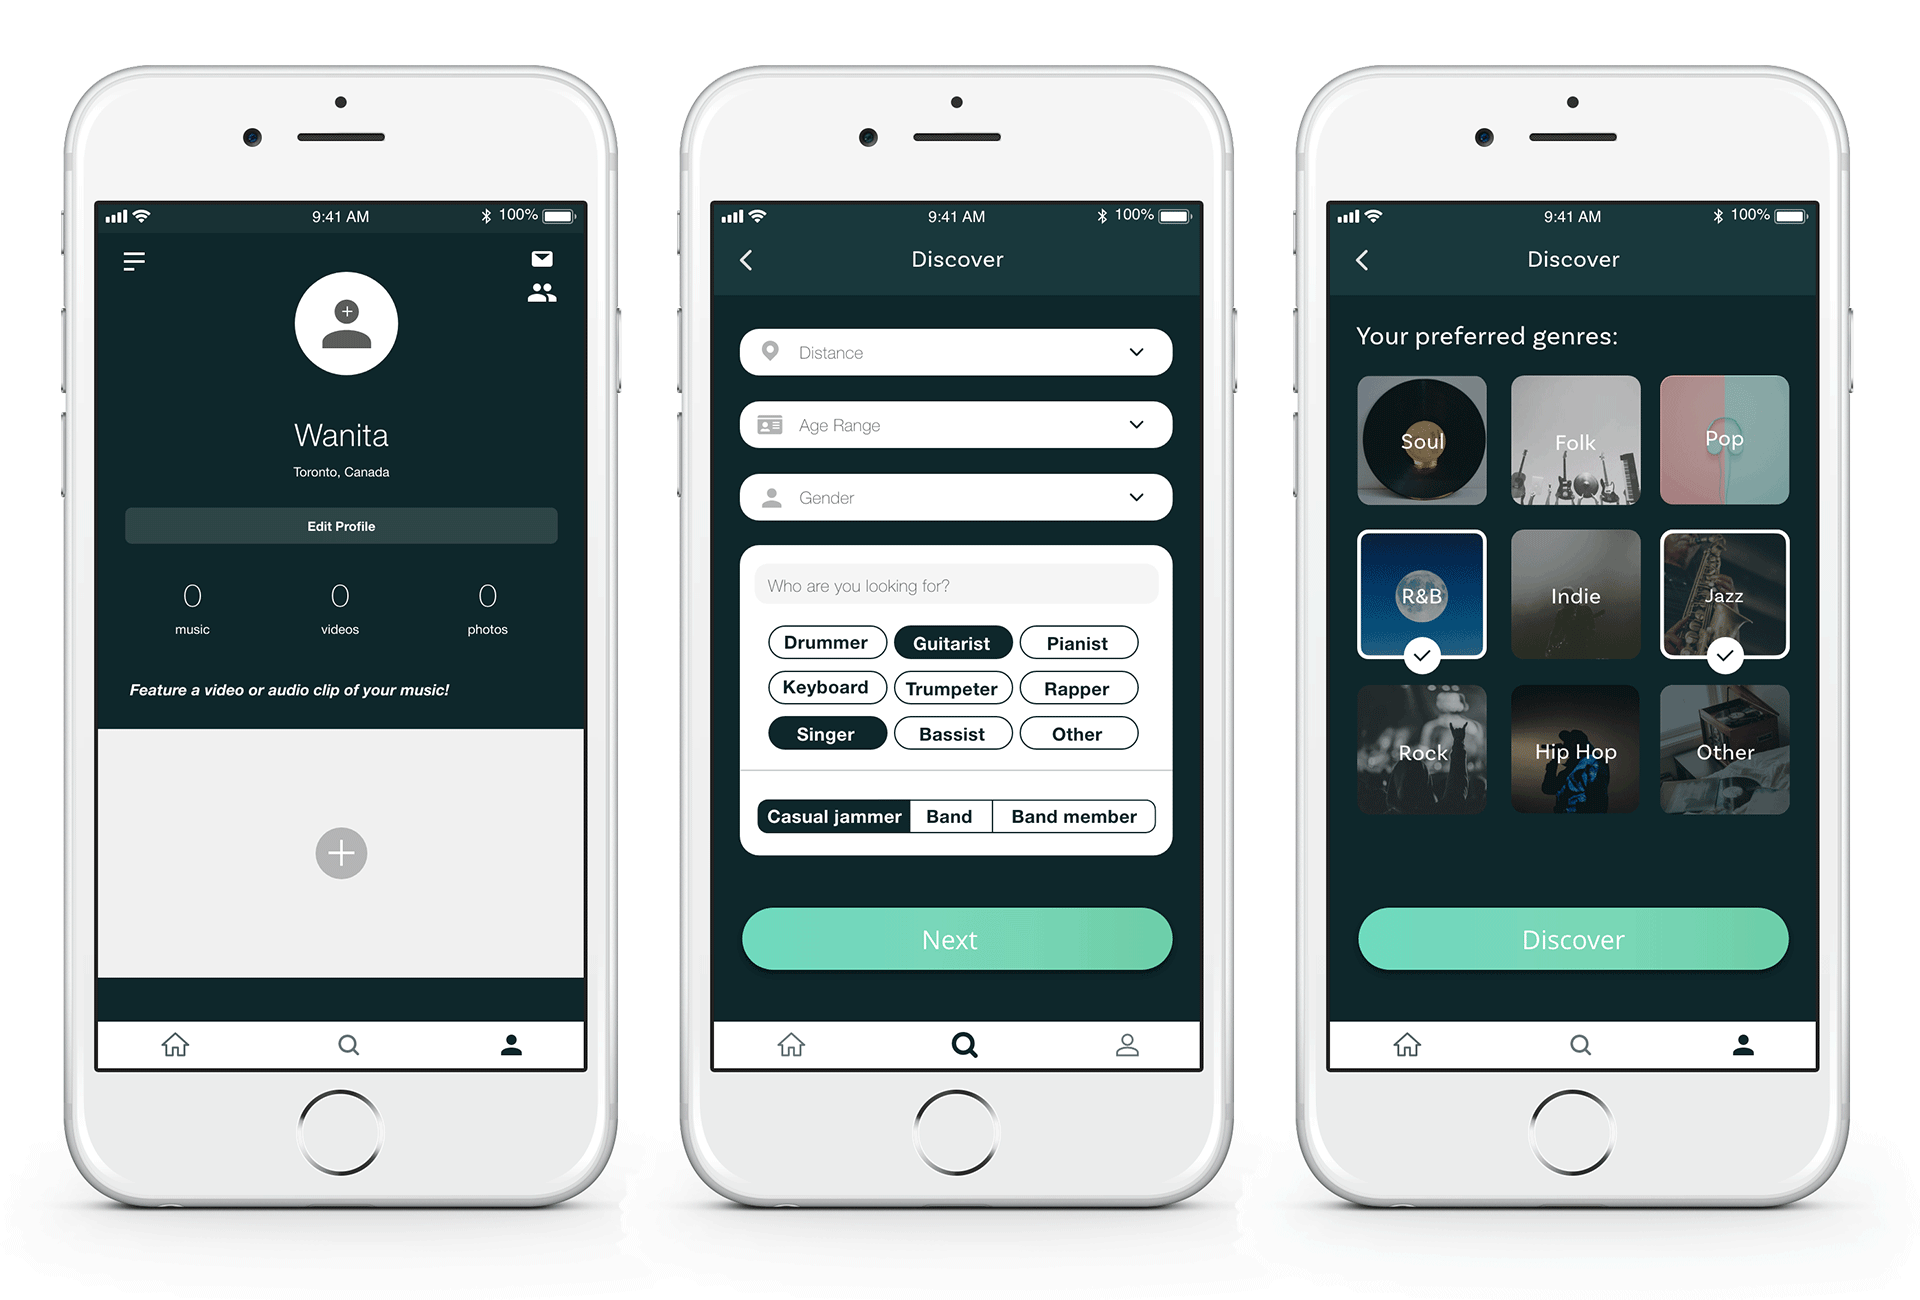 9:41 AM 100%
Wanita
Toronto, Canada
Edit Profile
0 0 0
music videos photos
Feature a video or audio clip of your music!
9:41 AM 100%
Discover
Distance
Age Range
Gender
Who are you looking for?
Drummer Guitarist Pianist
Keyboard Trumpeter Rapper
Singer Bassist Other
Casual jammer Band Band member
Next
9:41 AM 100%
Discover
Your preferred genres:
Soul Folk Pop
R&B Indie Jazz
Rock Hip Hop Other
Discover